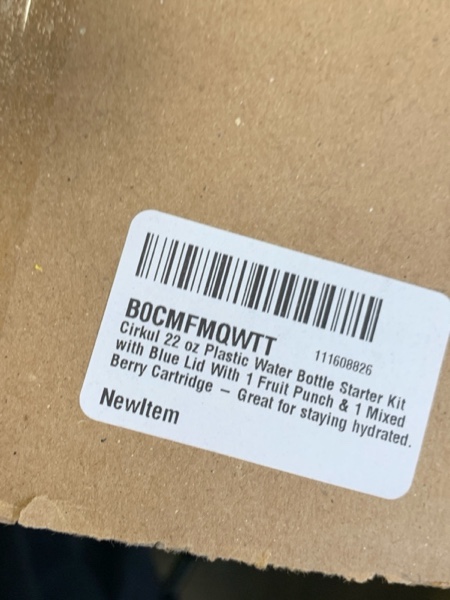 B0CMFMQWTT 111608826
Cirkul 22 oz Plastic Water Bottle Starter Kit
with Blue Lid With 1 Fruit Punch & 1 Mixed
Berry Cartridge – Great for staying hydrated.
NewItem